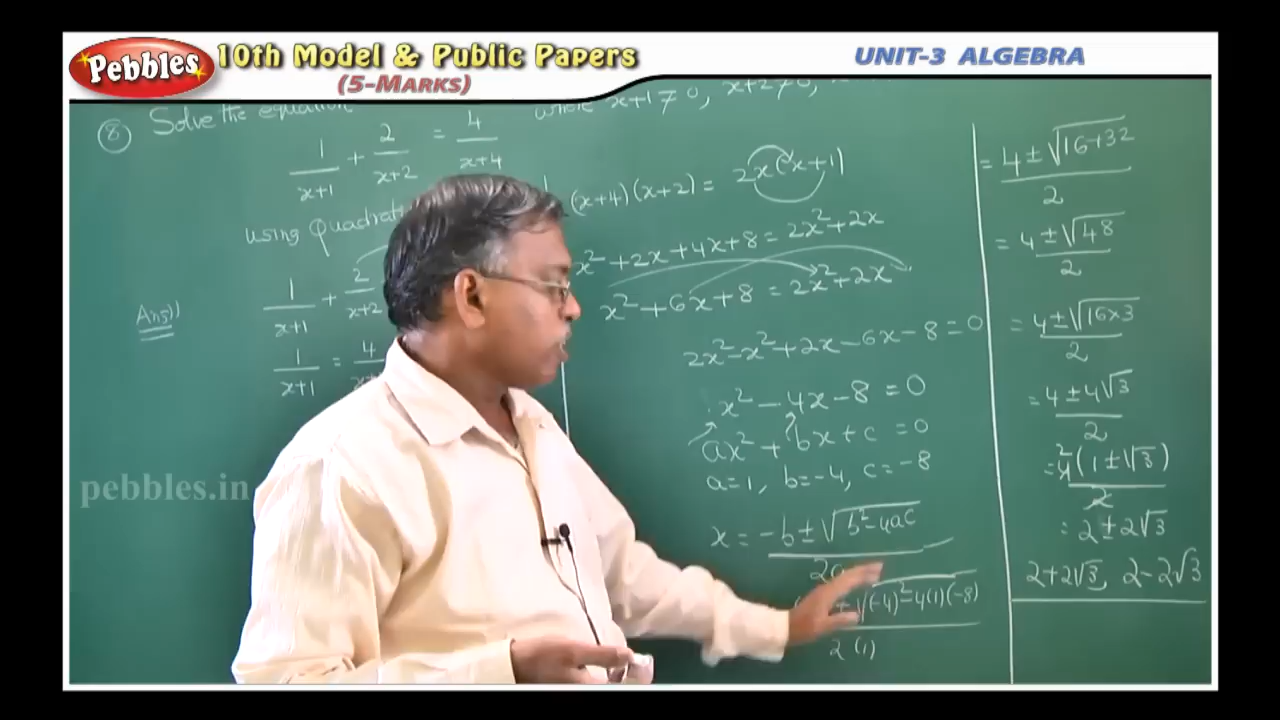 Pebbles
10th Model & Public Papers
(5-MARKS)
UNIT-3 ALGEBRA
8 Solve the equation
where x+1≠0, x+2≠0,
1/(x+1) + 2/(x+2) = 4/(x+4)
using
Ans))
1/(x+1) + 2/(x+2)
1/(x+1) = 4/
(x+4)(x+2) = 2x(x+1)
x²+2x+4x+8=2x²+2x
x²+6x+8=2x²+2x
2x²-x²+2x-6x-8=0
x²-4x-8=0
ax²+bx+c=0
a=1, b=-4, c=-8
x = (-b±√(b²-4ac))/
± √((-4)²-4(1)(-8))
2(1)
= (4±√(16+32))/2
= (4±√48)/2
= (4±√(16×3))/2
= (4±4√3)/2
= 4(1±√3)/2
= 2±2√3
2+2√3, 2-2√3
pebbles.in